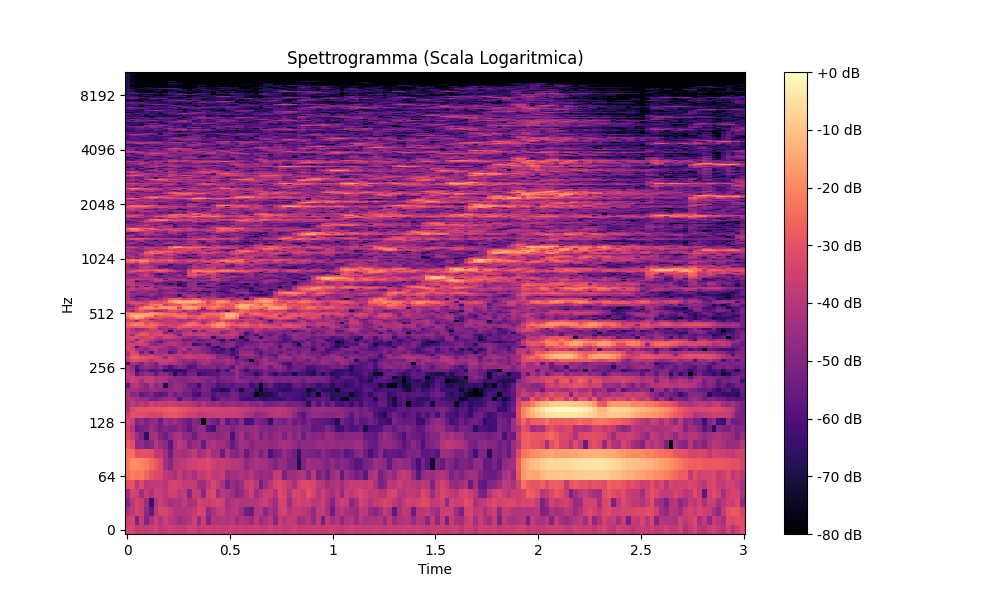 Spettrogramma (Scala Logaritmica)
8192
4096
2048
1024
512
256
128
64
0
Hz
0
0.5
1
1.5
2
2.5
3
Time
+0 dB
-10 dB
-20 dB
-30 dB
-40 dB
-50 dB
-60 dB
-70 dB
-80 dB